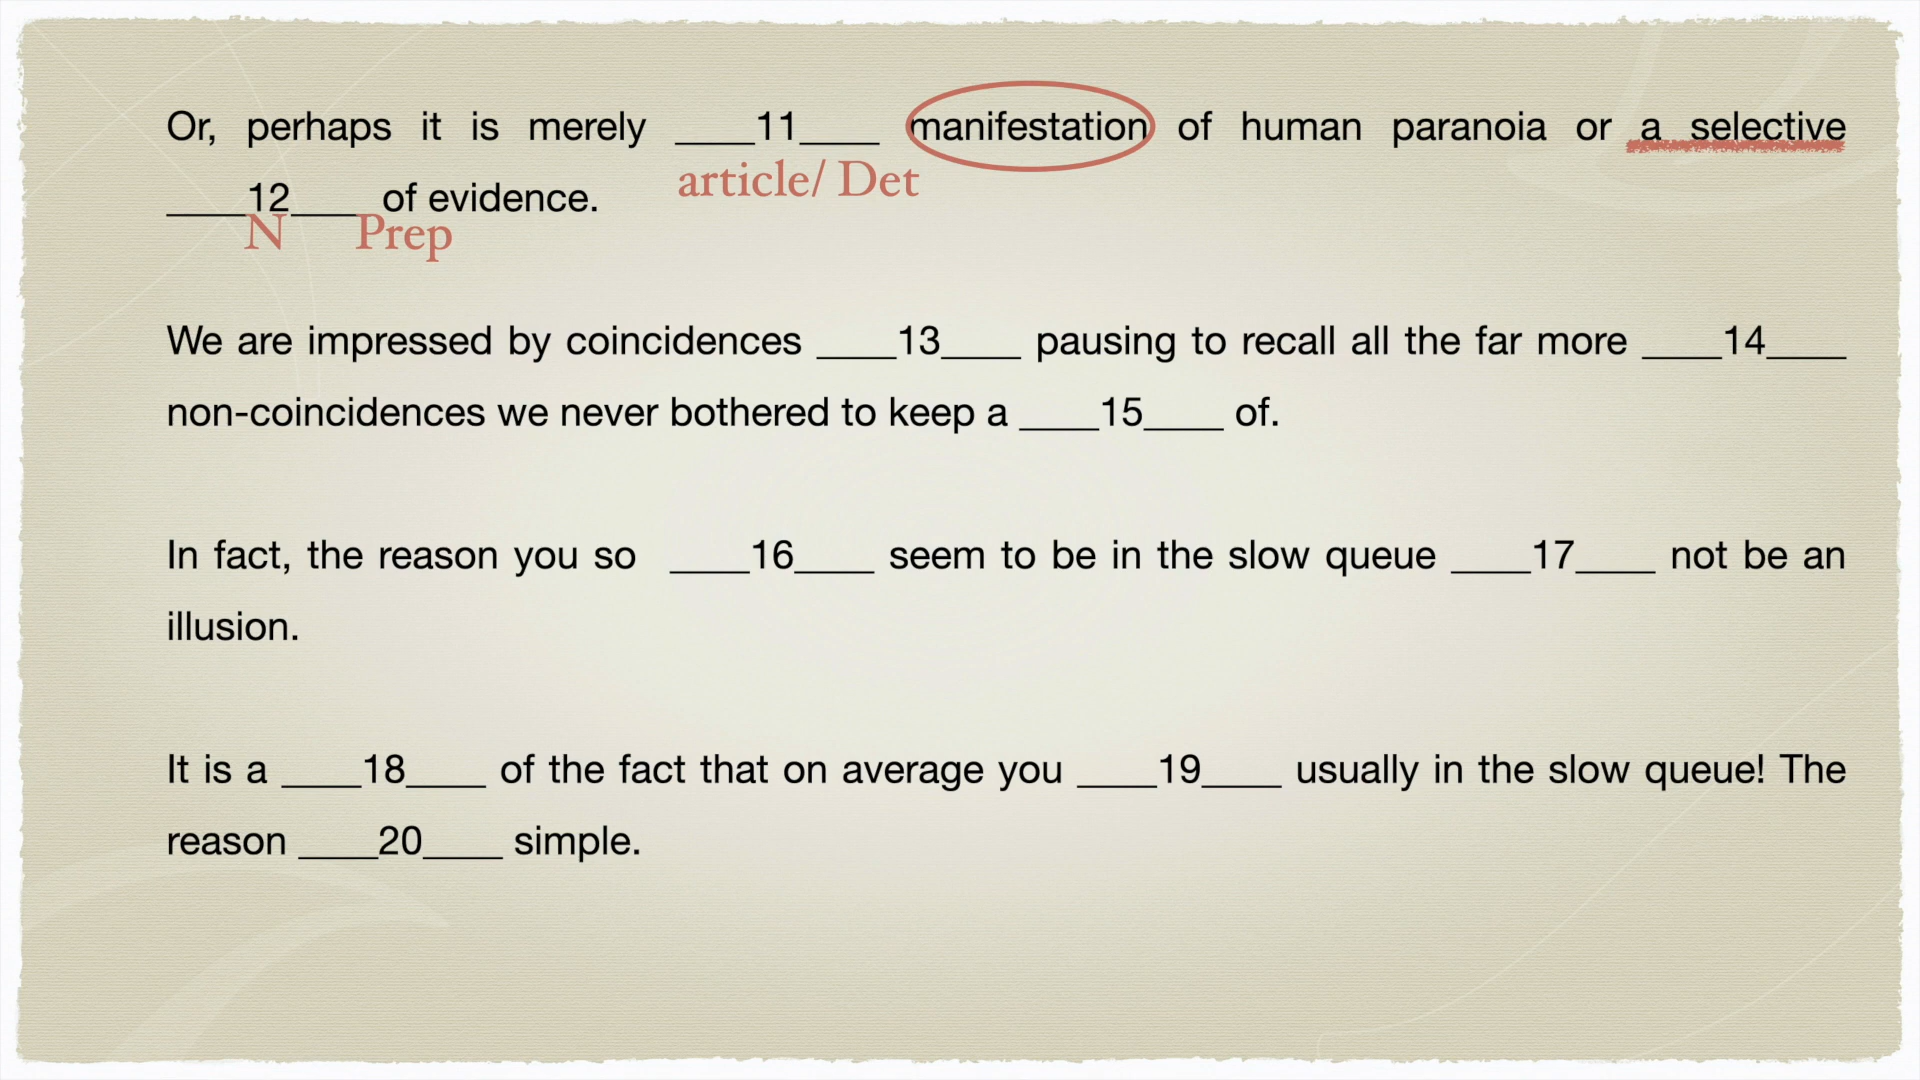 Or, perhaps it is merely ____11____ manifestation of human paranoia or a selective
article/ Det
____12____ of evidence.
N Prep
We are impressed by coincidences ____13____ pausing to recall all the far more ____14____
non-coincidences we never bothered to keep a ____15____ of.
In fact, the reason you so ____16____ seem to be in the slow queue ____17____ not be an
illusion.
It is a ____18____ of the fact that on average you ____19____ usually in the slow queue! The
reason ____20____ simple.